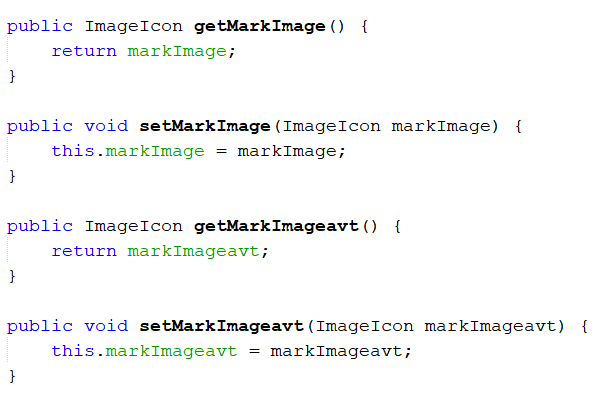 public ImageIcon getMarkImage() {
    return markImage;
}

public void setMarkImage(ImageIcon markImage) {
    this.markImage = markImage;
}

public ImageIcon getMarkImageavt() {
    return markImageavt;
}

public void setMarkImageavt(ImageIcon markImageavt) {
    this.markImageavt = markImageavt;
}